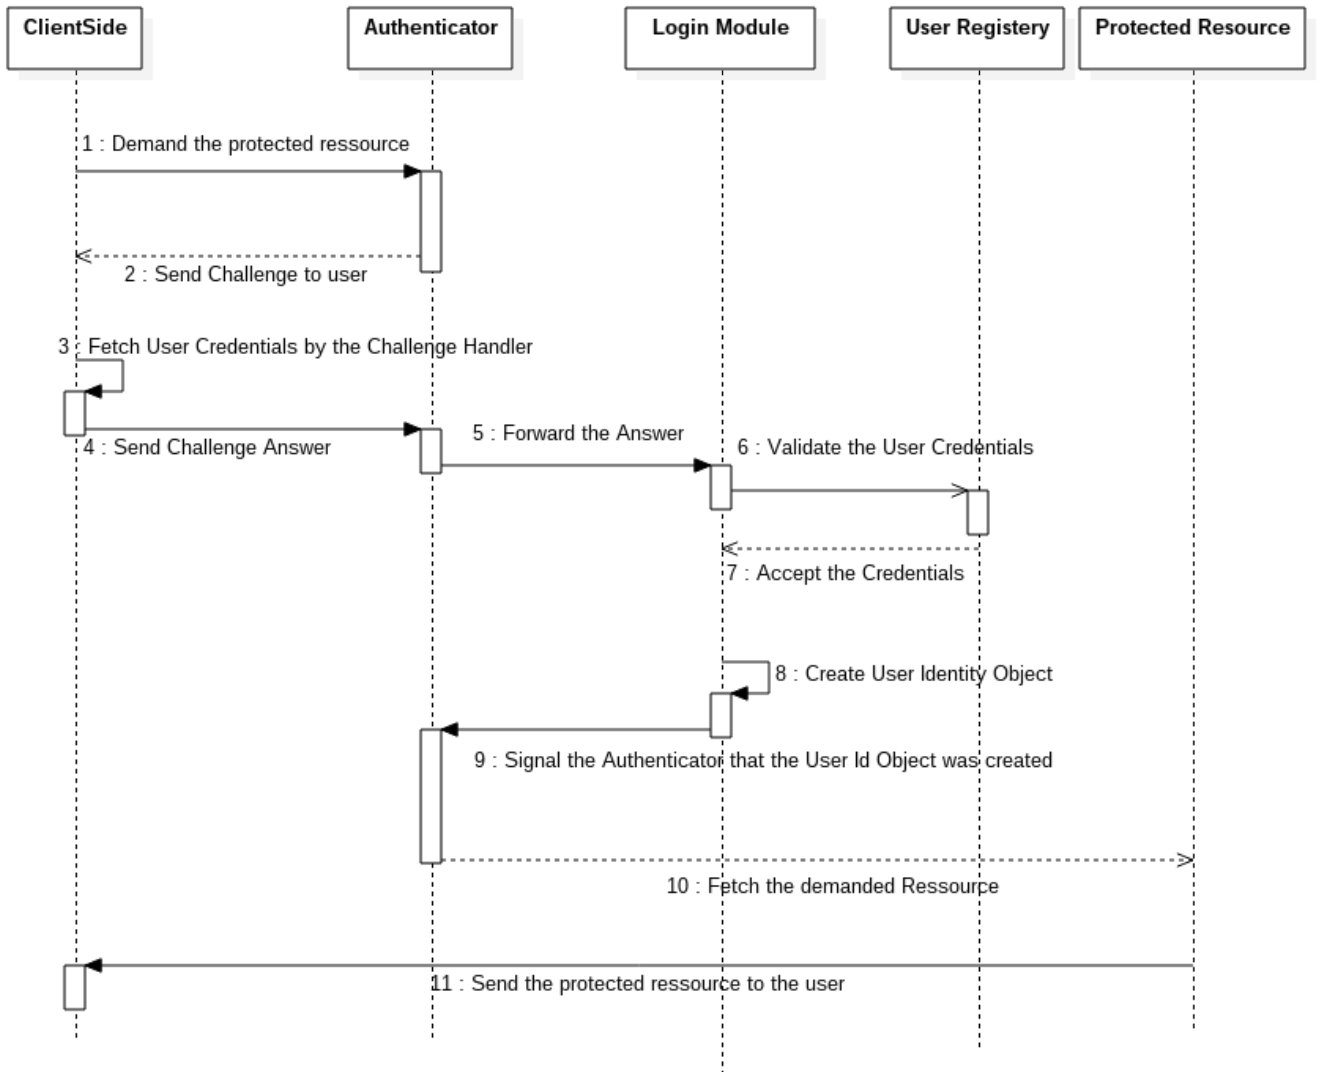 ClientSide
Authenticator
Login Module
User Registery
Protected Resource
1 : Demand the protected ressource
2 : Send Challenge to user
3 : Fetch User Credentials by the Challenge Handler
4 : Send Challenge Answer
5 : Forward the Answer
6 : Validate the User Credentials
7 : Accept the Credentials
8 : Create User Identity Object
9 : Signal the Authenticator that the User Id Object was created
10 : Fetch the demanded Ressource
11 : Send the protected ressource to the user